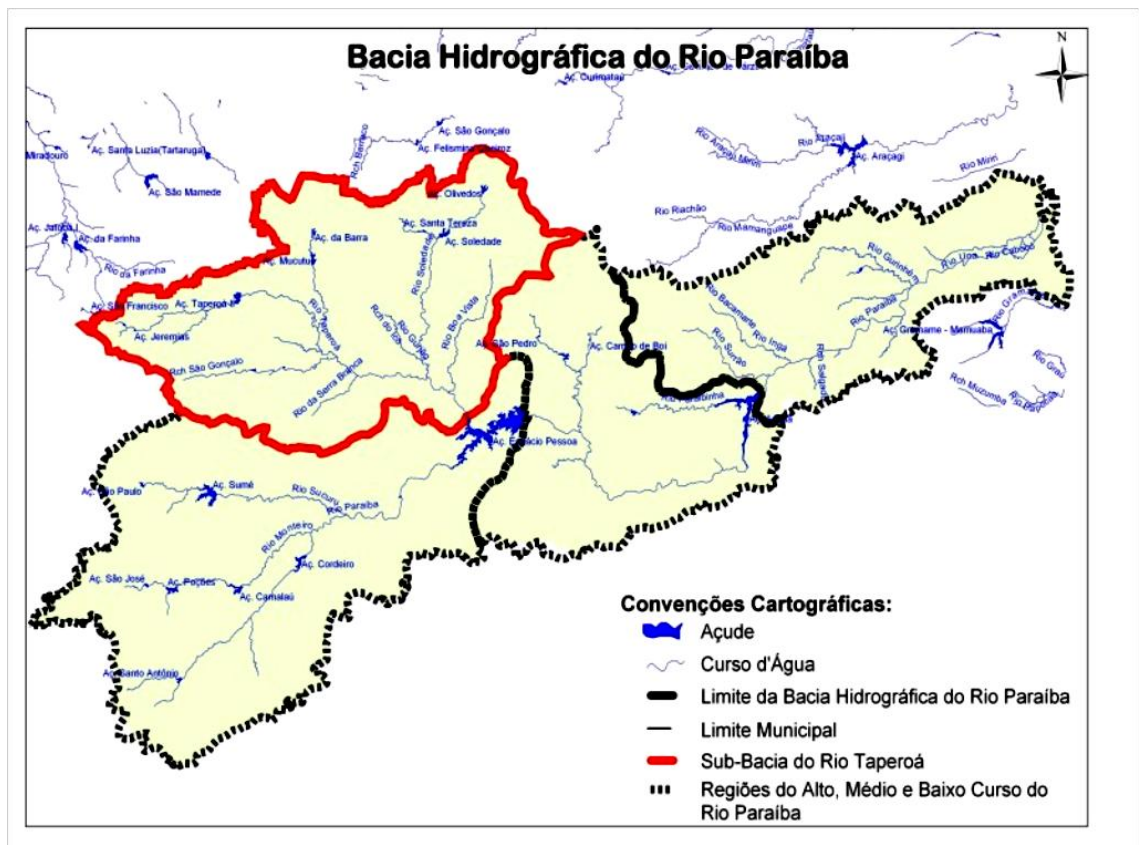 Bacia Hidrográfica do Rio Paraíba
N
Aç. Curimataú
Aç. São Gonçalo
Miradouro
Aç. Santa Luzia(Tartaruga)
Aç. São Mamede
Aç. Araçagi
Rio Mirirí
Aç. Olivedos
Rio Riachão
Rio Mamanguape
Aç. Santa Tereza
Aç. da Barra
Aç. Soledade
Rio Soledade
Aç. da Farinha
Aç. Mucutu
Rio da Farinha
Rio Gurinhém
Rio Una
Aç. São Francisco
Aç. Taperoá II
Rio Taperoá
Rio Boa Vista
Rio Bacamarte
Rio Paraíba
Rio Ingá
Aç. Jeremias
Aç. São Pedro
Aç. Gramame - Mamuaba
Rch São Gonçalo
Rio da Serra Branca
Rio Surrão
Rch Salgado
Rio Graú
Rch Muzumba
Aç. Epitácio Pessoa
Aç. São Paulo
Aç. Sumé
Rio Sucuru
Rio Paraíba
Rio Monteiro
Aç. Cordeiro
Aç. São José
Aç. Poções
Aç. Camalaú
Aç. Santo Antônio
Convenções Cartográficas:
Açude
Curso d'Água
Limite da Bacia Hidrográfica do Rio Paraíba
Limite Municipal
Sub-Bacia do Rio Taperoá
Regiões do Alto, Médio e Baixo Curso do
Rio Paraíba